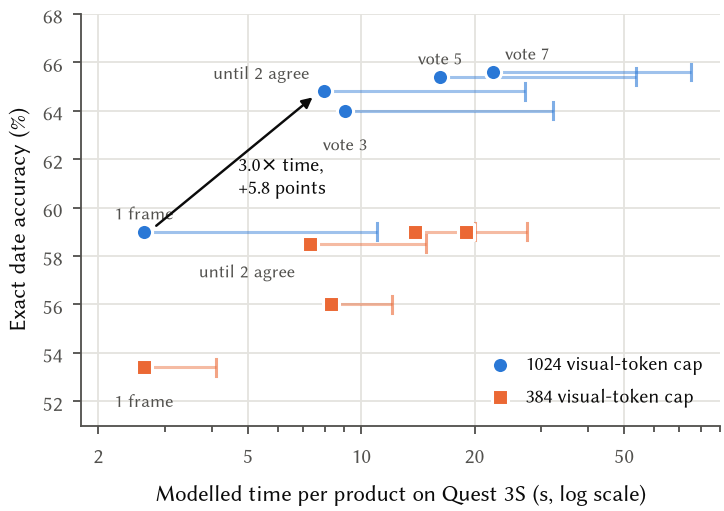 68
66
64
62
60
58
56
54
52
Exact date accuracy (%)
vote 5
vote 7
until 2 agree
vote 3
3.0× time,
+5.8 points
1 frame
until 2 agree
1 frame
1024 visual-token cap
384 visual-token cap
2
5
10
20
50
Modelled time per product on Quest 3S (s, log scale)